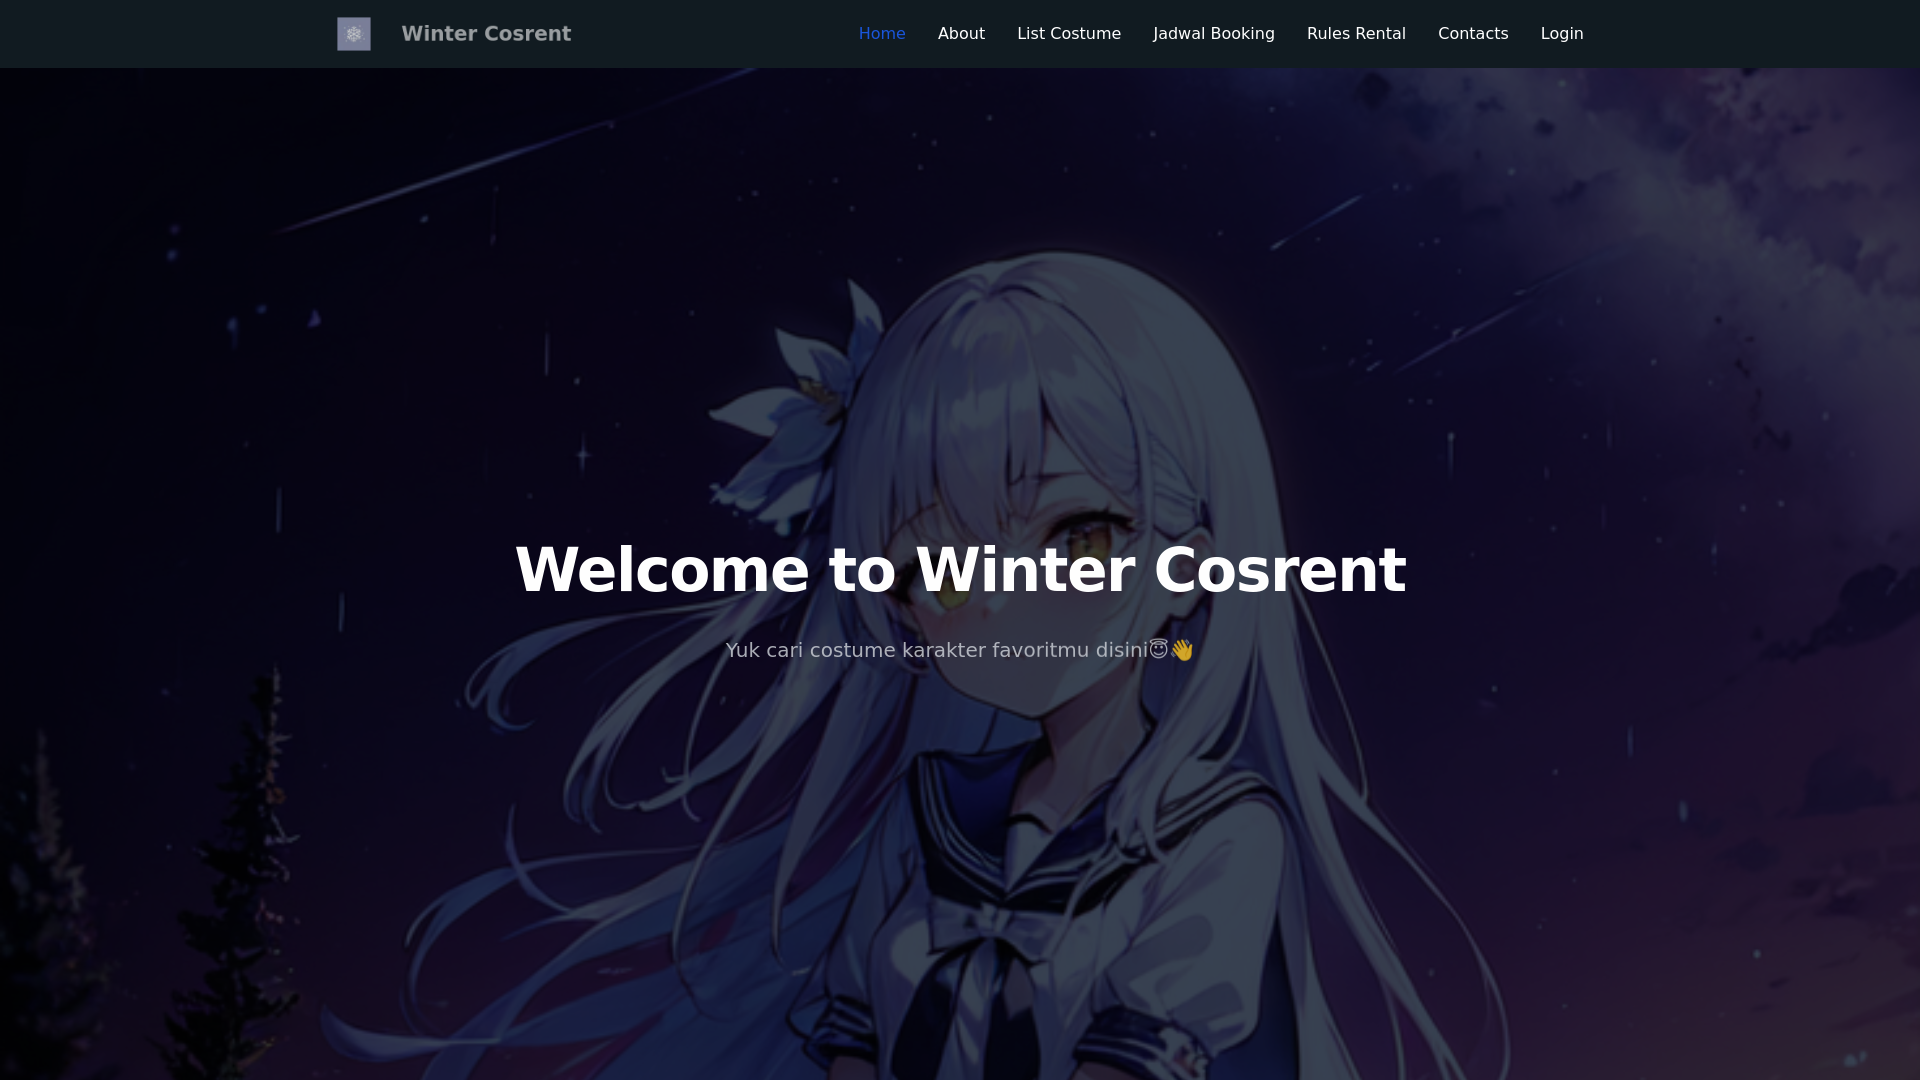 Winter Cosrent
Home
About
List Costume
Jadwal Booking
Rules Rental
Contacts
Login
Welcome to Winter Cosrent
Yuk cari costume karakter favoritmu disini😇👋